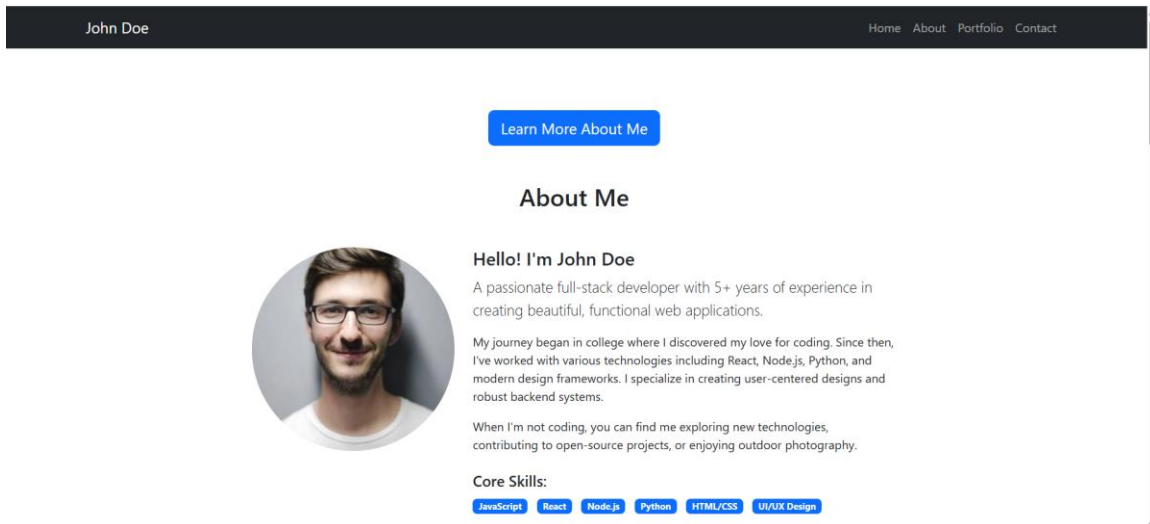 John Doe
Home About Portfolio Contact
Learn More About Me
About Me
Hello! I'm John Doe
A passionate full-stack developer with 5+ years of experience in
creating beautiful, functional web applications.
My journey began in college where I discovered my love for coding. Since then,
I've worked with various technologies including React, Node.js, Python, and
modern design frameworks. I specialize in creating user-centered designs and
robust backend systems.
When I'm not coding, you can find me exploring new technologies,
contributing to open-source projects, or enjoying outdoor photography.
Core Skills:
JavaScript React Node.js Python HTML/CSS UI/UX Design